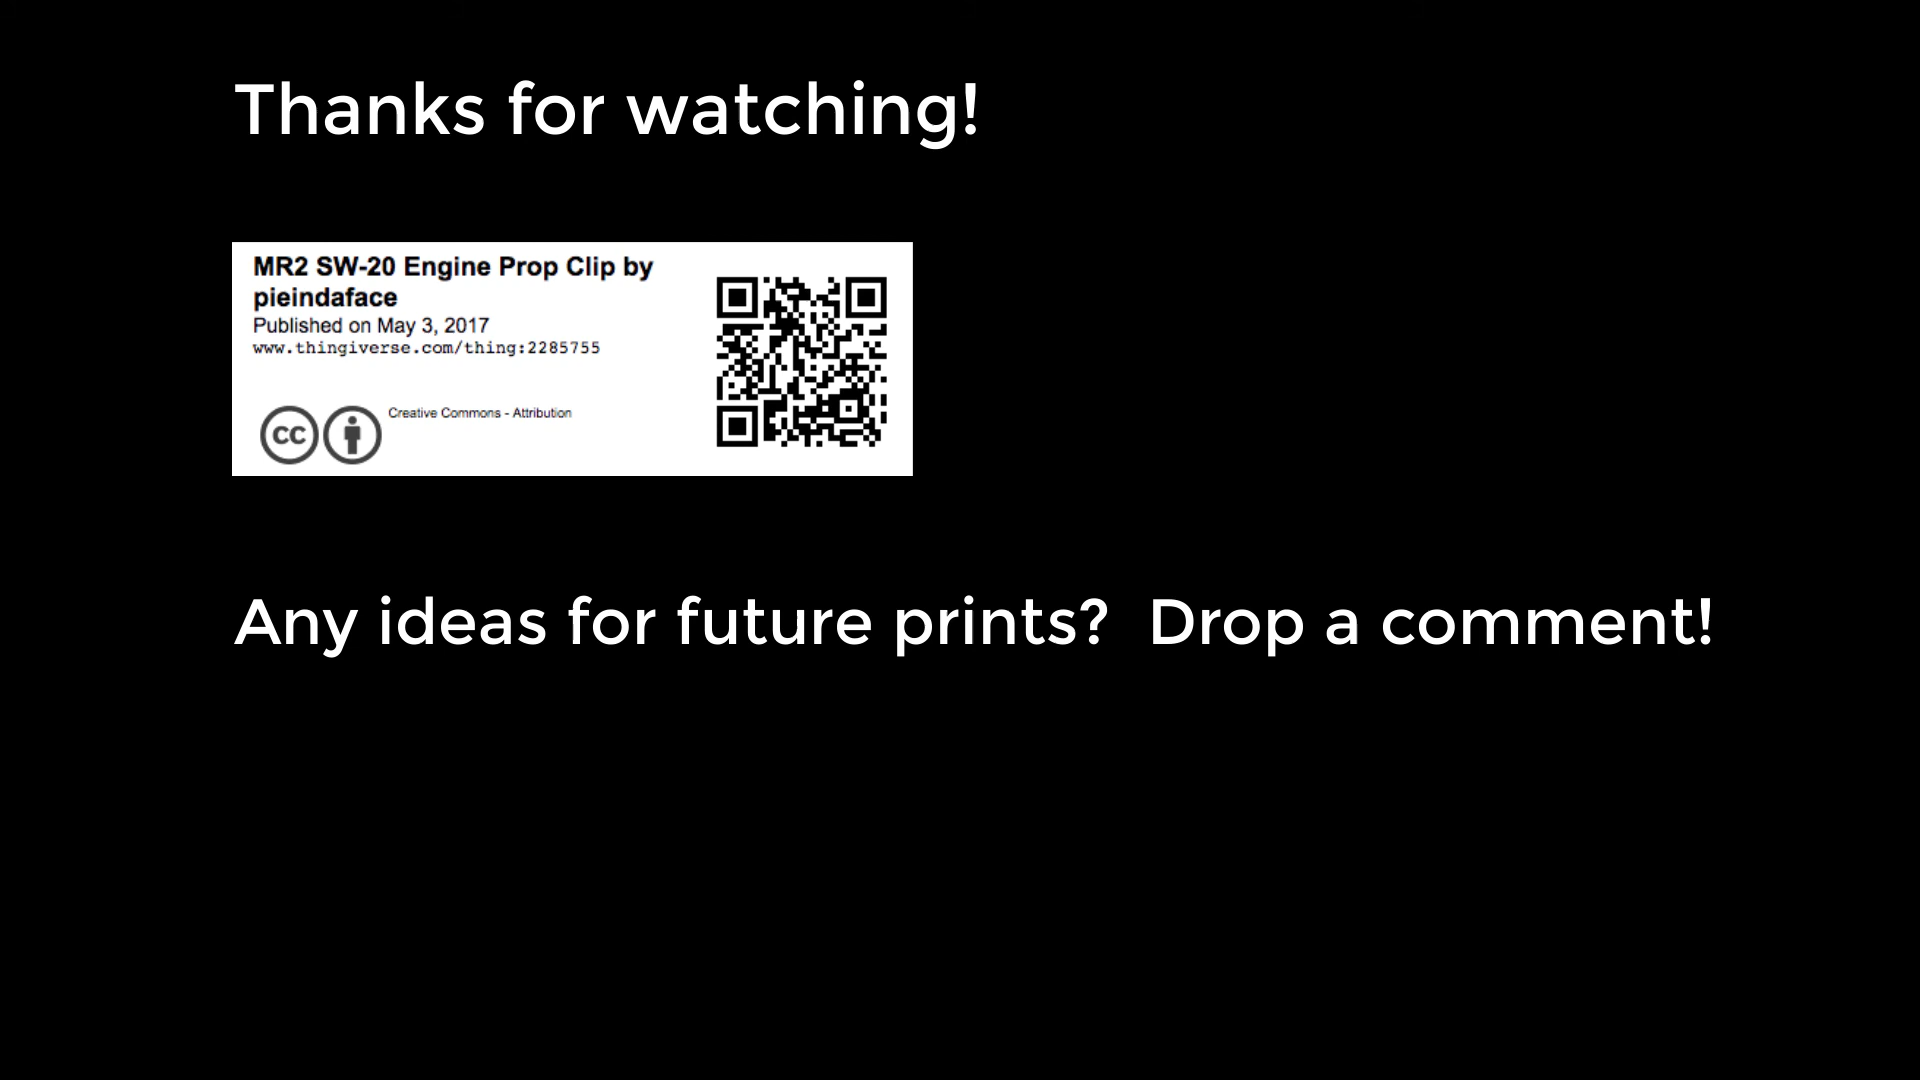 Thanks for watching!
MR2 SW-20 Engine Prop Clip by
pieindaface
Published on May 3, 2017
www.thingiverse.com/thing:2285755
cc
Creative Commons - Attribution
Any ideas for future prints?  Drop a comment!